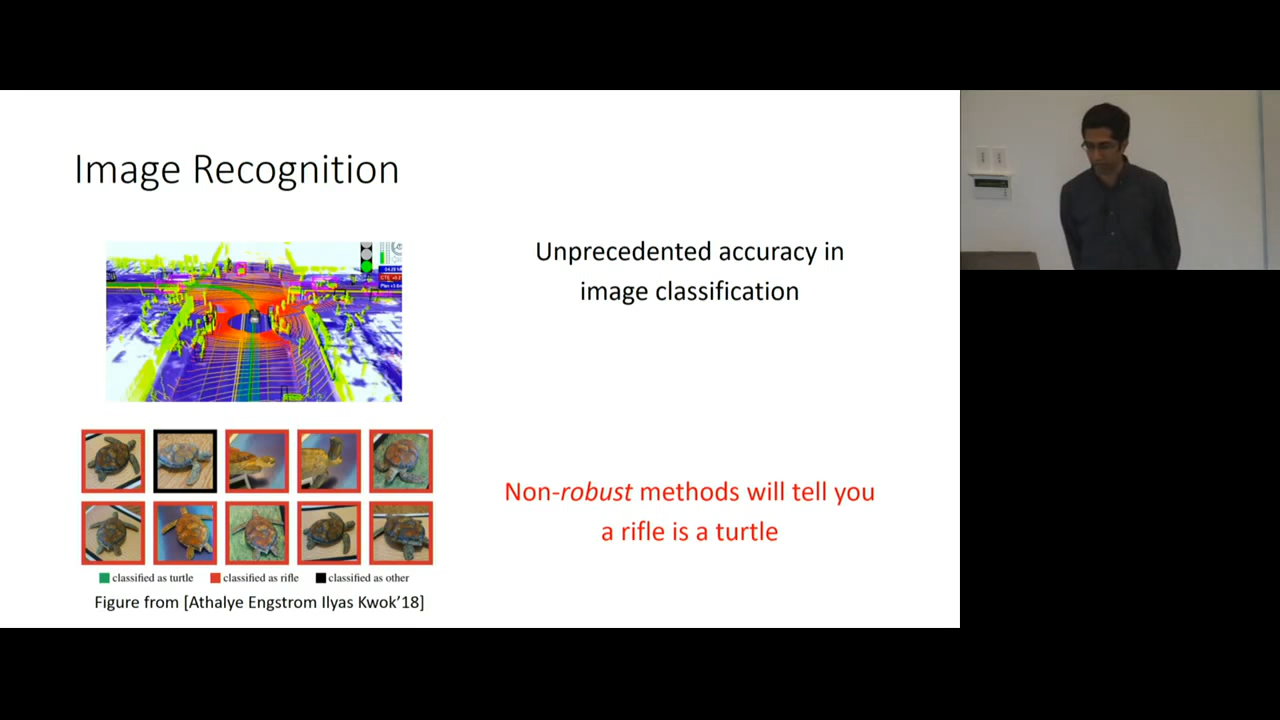 Image Recognition
Unprecedented accuracy in
image classification
Non-robust methods will tell you
a rifle is a turtle
classified as turtle classified as rifle classified as other
Figure from [Athalye Engstrom Ilyas Kwok'18]